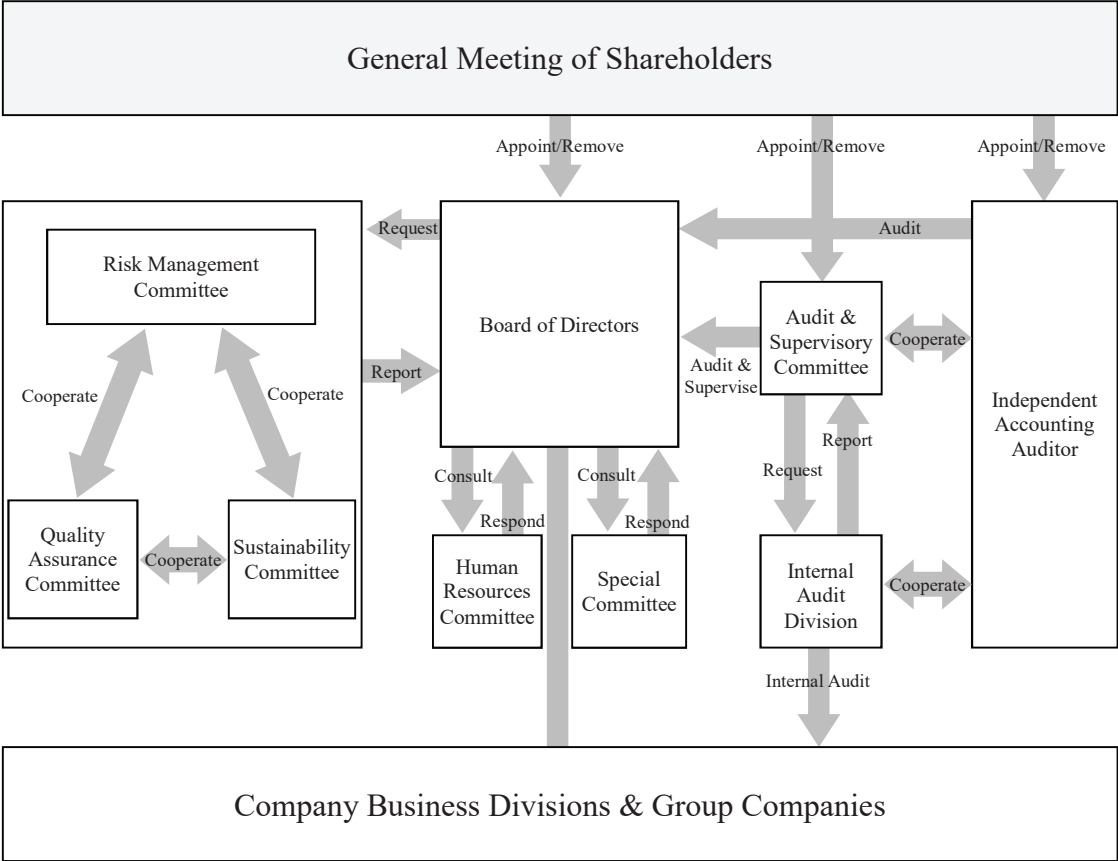 General Meeting of Shareholders
Appoint/Remove
Appoint/Remove
Appoint/Remove
Request
Audit
Risk Management
Committee
Board of Directors
Audit &
Supervisory
Committee
Cooperate
Cooperate
Cooperate
Report
Audit &
Supervise
Independent
Accounting
Auditor
Report
Request
Consult
Consult
Respond
Respond
Quality
Assurance
Committee
Cooperate
Sustainability
Committee
Human
Resources
Committee
Special
Committee
Internal
Audit
Division
Cooperate
Internal Audit
Company Business Divisions & Group Companies